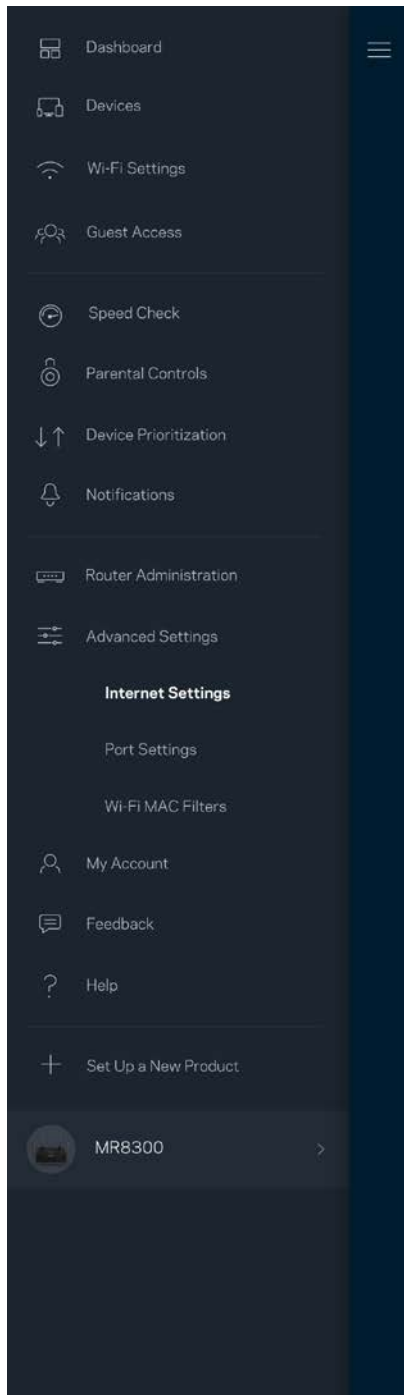 Dashboard
Devices
Wi-Fi Settings
Guest Access
Speed Check
Parental Controls
Device Prioritization
Notifications
Router Administration
Advanced Settings
Internet Settings
Port Settings
Wi-Fi MAC Filters
My Account
Feedback
Help
Set Up a New Product
MR8300